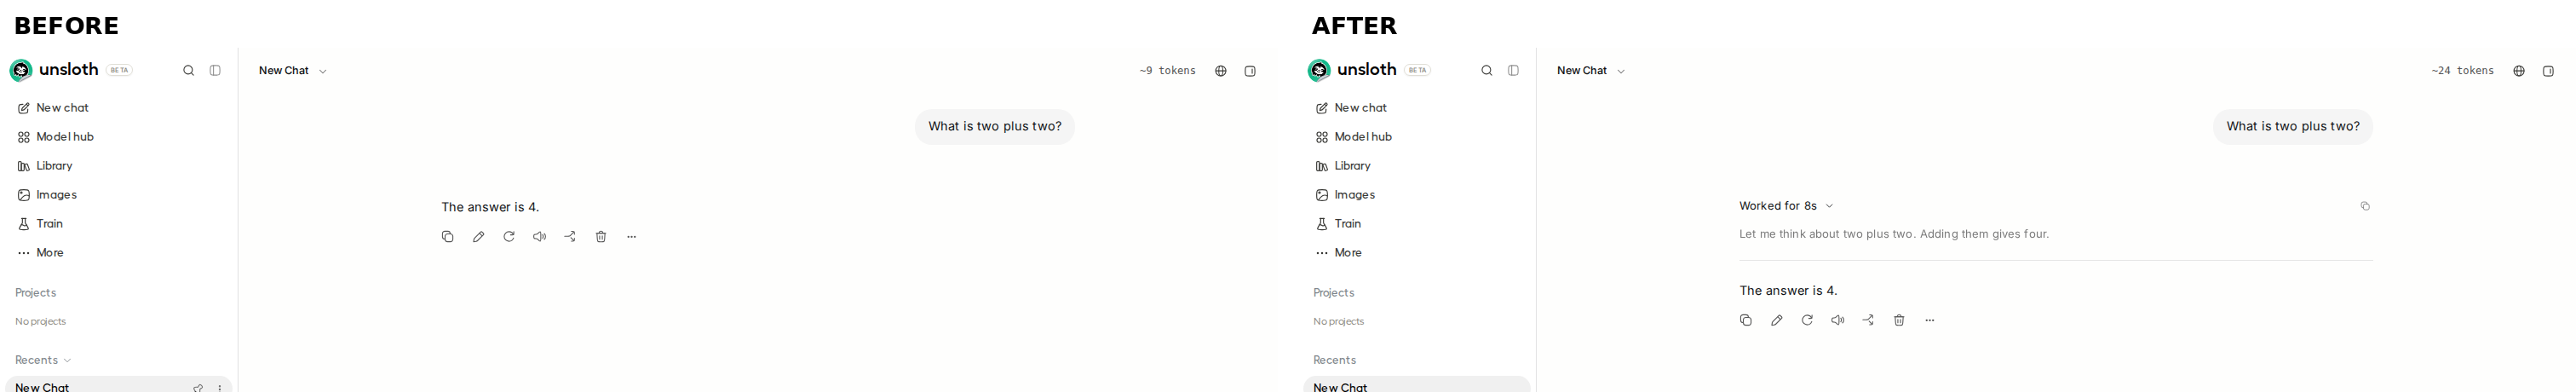 BEFORE
unsloth BETA
New Chat
~9 tokens
New chat
Model hub
Library
Images
Train
More
Projects
No projects
Recents
New Chat
What is two plus two?
The answer is 4.
AFTER
unsloth BETA
New Chat
~24 tokens
New chat
Model hub
Library
Images
Train
More
Projects
No projects
Recents
New Chat
What is two plus two?
Worked for 8s
Let me think about two plus two. Adding them gives four.
The answer is 4.